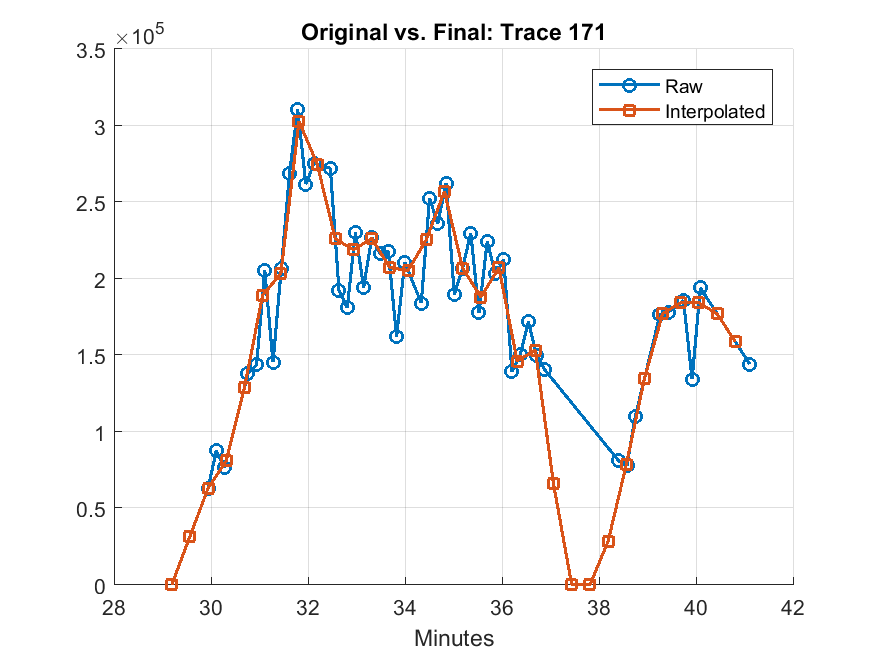 Original vs. Final: Trace 171
×10^5
3.5
3
2.5
2
1.5
1
0.5
0
28 30 32 34 36 38 40 42
Minutes
Raw
Interpolated